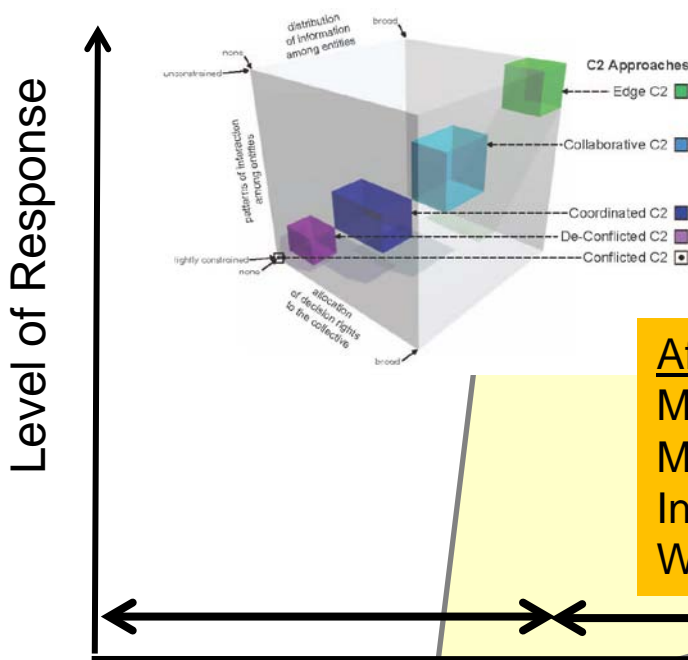 Level of Response
distribution
of information
among entities
none
broad
unconstrained
patterns of interaction
among entities
tightly constrained
none
allocation
of decision rights
to the collective
broad
C2 Approaches
Edge C2
Collaborative C2
Coordinated C2
De-Conflicted C2
Conflicted C2
M
M
In
W